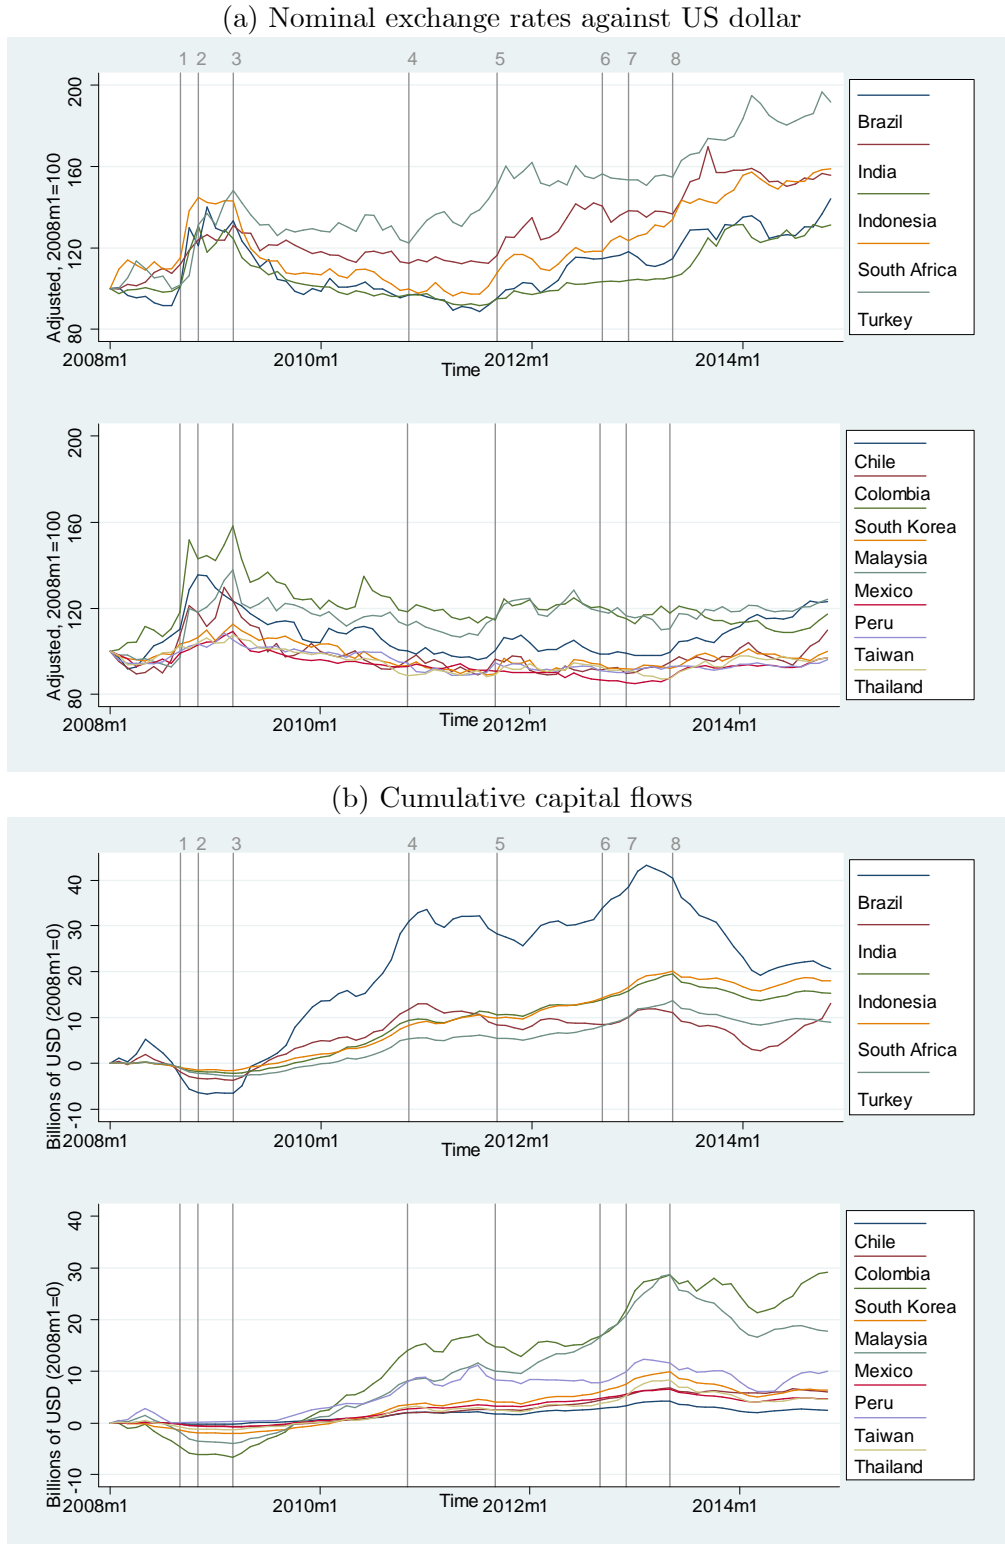 (a) Nominal exchange rates against US dollar
1 2 3 4 5 6 7 8
Adjusted, 2008m1=100
200
160
120
80
2008m1 2010m1 2012m1 2014m1
Time
Brazil
India
Indonesia
South Africa
Turkey
Adjusted, 2008m1=100
200
160
120
80
2008m1 2010m1 2012m1 2014m1
Time
Chile
Colombia
South Korea
Malaysia
Mexico
Peru
Taiwan
Thailand
(b) Cumulative capital flows
1 2 3 4 5 6 7 8
Billions of USD (2008m1=0)
40
30
20
10
0
-10
2008m1 2010m1 2012m1 2014m1
Time
Brazil
India
Indonesia
South Africa
Turkey
Billions of USD (2008m1=0)
40
30
20
10
0
-10
2008m1 2010m1 2012m1 2014m1
Time
Chile
Colombia
South Korea
Malaysia
Mexico
Peru
Taiwan
Thailand